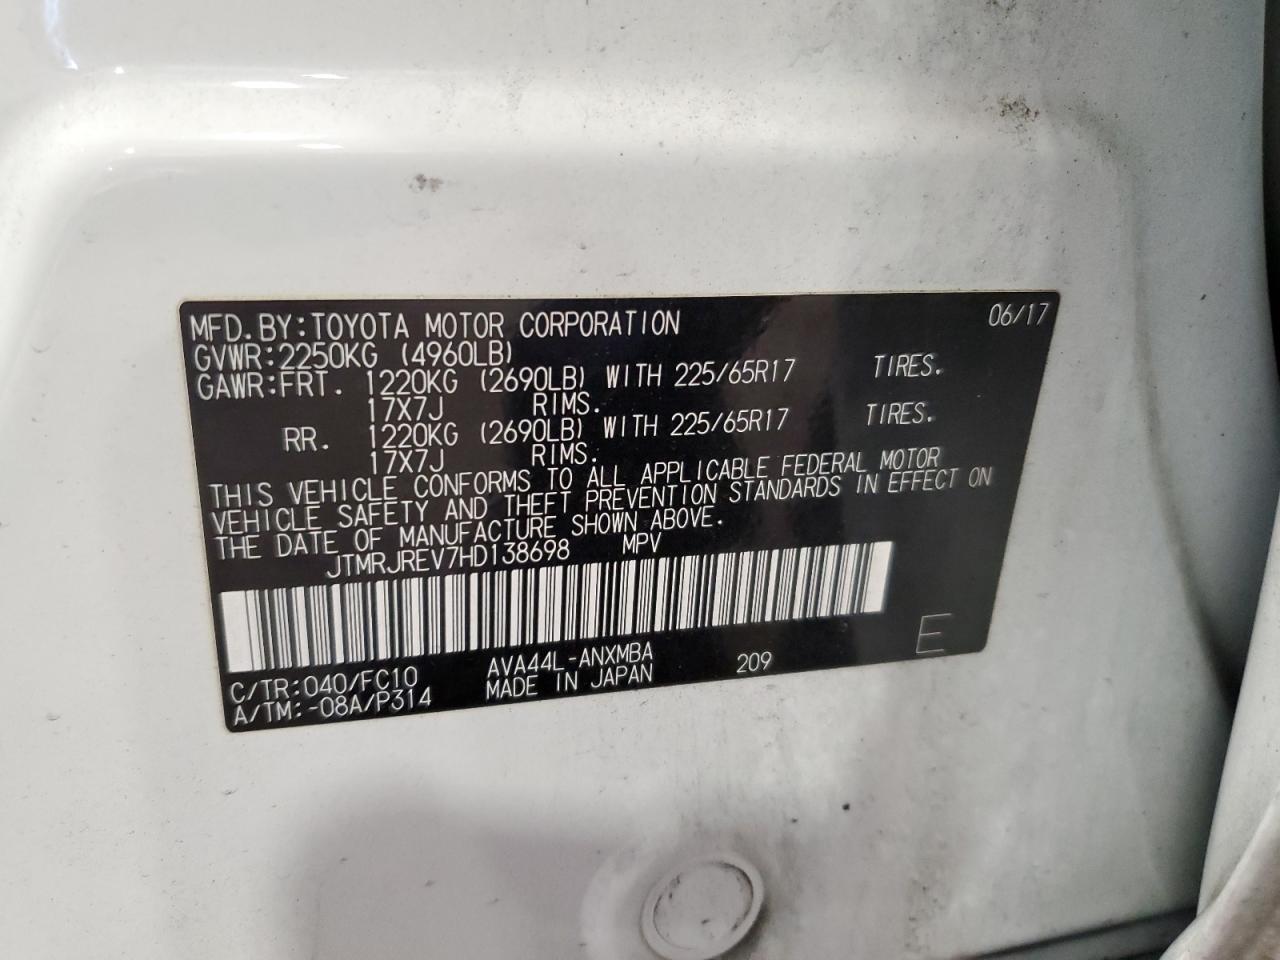 MFD.BY:TOYOTA MOTOR CORPORATION 06/17
GVWR:2250KG (4960LB)
GAWR:FRT. 1220KG (2690LB) WITH 225/65R17 TIRES.
17X7J RIMS.
RR. 1220KG (2690LB) WITH 225/65R17 TIRES.
17X7J RIMS.
THIS VEHICLE CONFORMS TO ALL APPLICABLE FEDERAL MOTOR
VEHICLE SAFETY AND THEFT PREVENTION STANDARDS IN EFFECT ON
THE DATE OF MANUFACTURE SHOWN ABOVE.
JTMRJREV7HD138698 MPV
C/TR:040/FC10 AVA44L-ANXMBA 209 E
A/TM:-08A/P314 MADE IN JAPAN